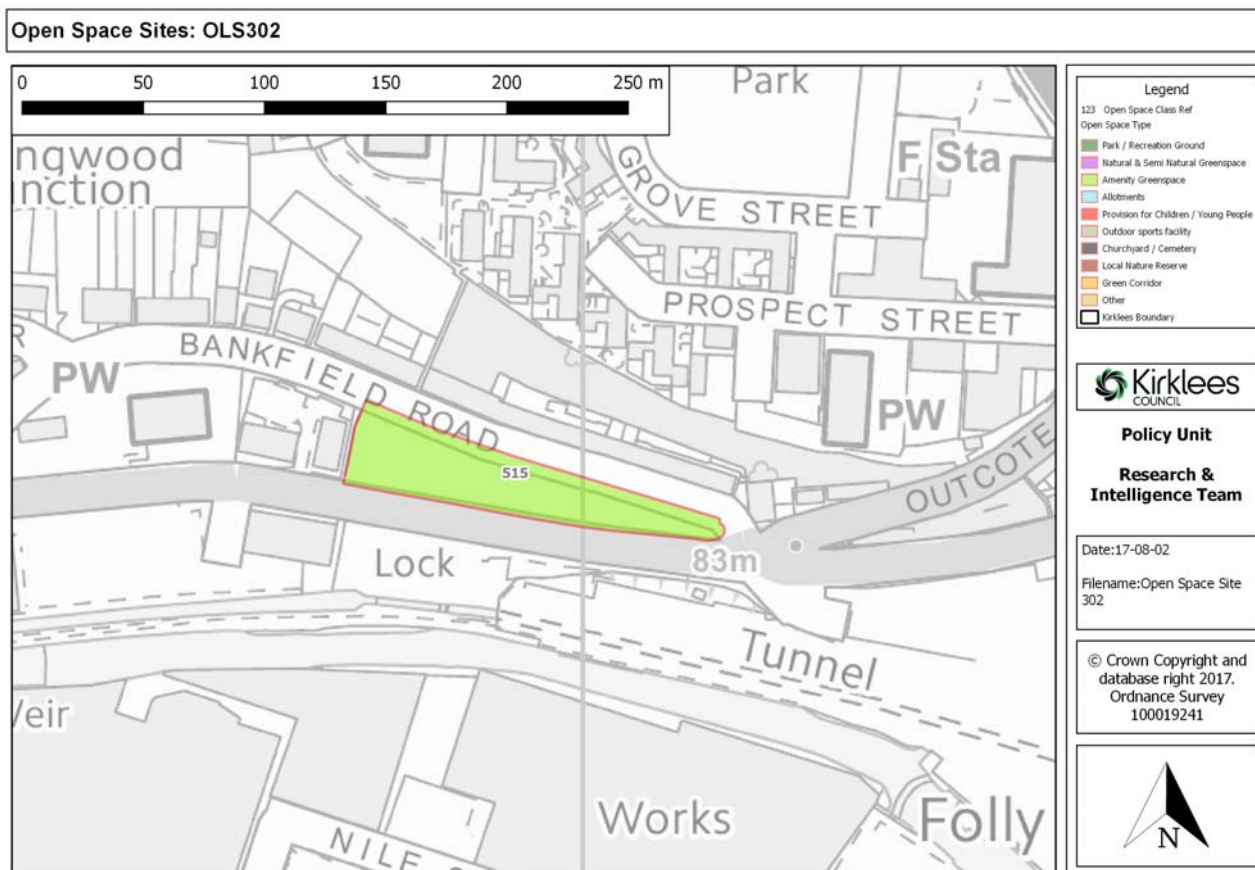 Open Space Sites: OLS302
0 50 100 150 200 250 m
Park
ngwood
unction
F Sta
GROVE STREET
PROSPECT STREET
R
PW
BANKFIELD ROAD
PW
515
OUTCOTE
83m
Lock
Tunnel
Veir
Works
Folly
NILE S
Legend
123 Open Space Class Ref
Open Space Type
Park / Recreation Ground
Natural & Semi Natural Greenspace
Amenity Greenspace
Allotments
Provision for Children / Young People
Outdoor sports facility
Churchyard / Cemetery
Local Nature Reserve
Green Corridor
Other
Kirklees Boundary
Kirklees
COUNCIL
Policy Unit
Research &
Intelligence Team
Date:17-08-02
Filename:Open Space Site
302
© Crown Copyright and
database right 2017.
Ordnance Survey
100019241
N